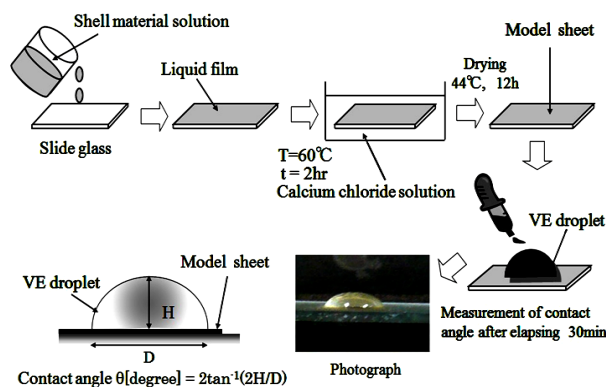 Shell material solution
Slide glass
Liquid film
T=60℃
t = 2hr
Calcium chloride solution
Drying
44℃, 12h
Model sheet
VE droplet
Measurement of contact
angle after elapsing 30min
Photograph
VE droplet
Model sheet
H
D
Contact angle θ[degree] = 2tan⁻¹(2H/D)